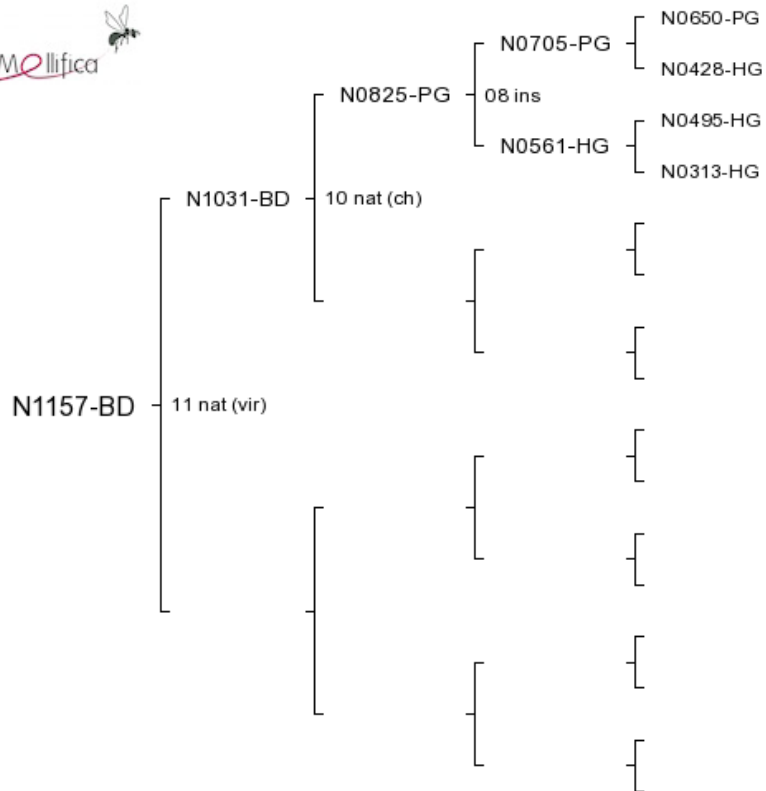 Mellifica
N0650-PG
N0705-PG
N0428-HG
N0825-PG
08 ins
N0495-HG
N0561-HG
N0313-HG
N1031-BD
10 nat (ch)
N1157-BD
11 nat (vir)